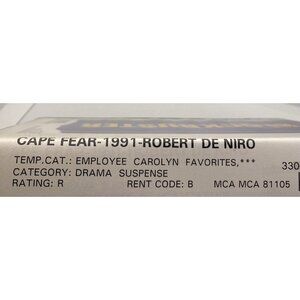 CAPE FEAR-1991-ROBERT DE NIRO
TEMP.CAT.: EMPLOYEE CAROLYN FAVORITES,***
330
CATEGORY: DRAMA SUSPENSE
RATING: R RENT CODE: B MCA MCA 81105